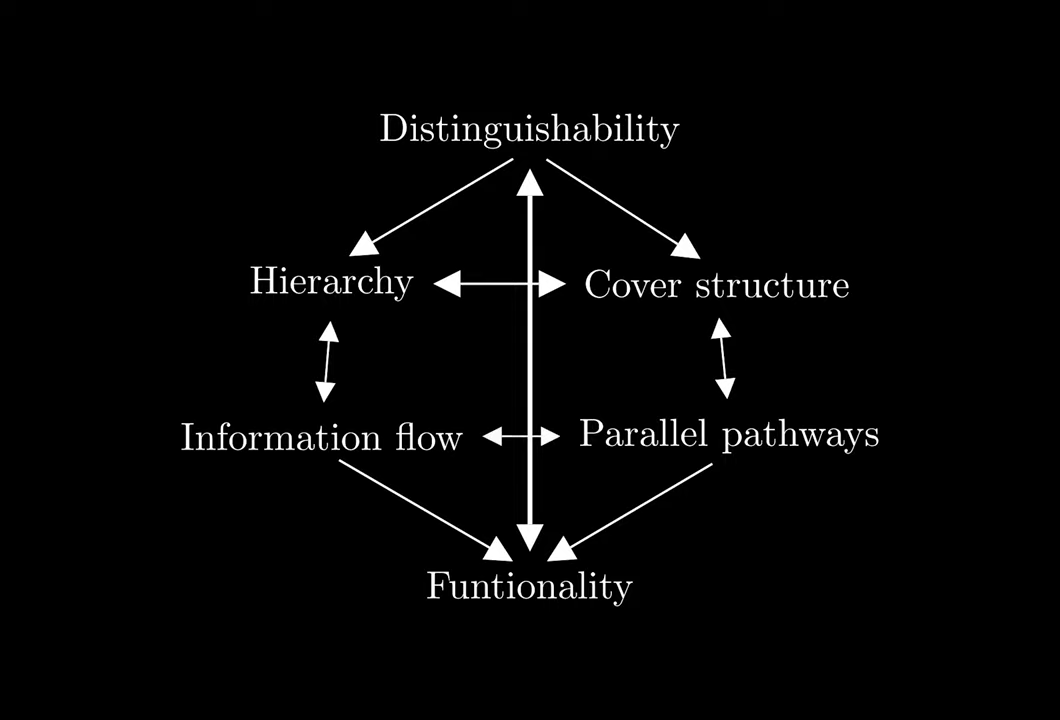 Distinguishability
Hierarchy
Cover structure
Information flow
Parallel pathways
Funtionality